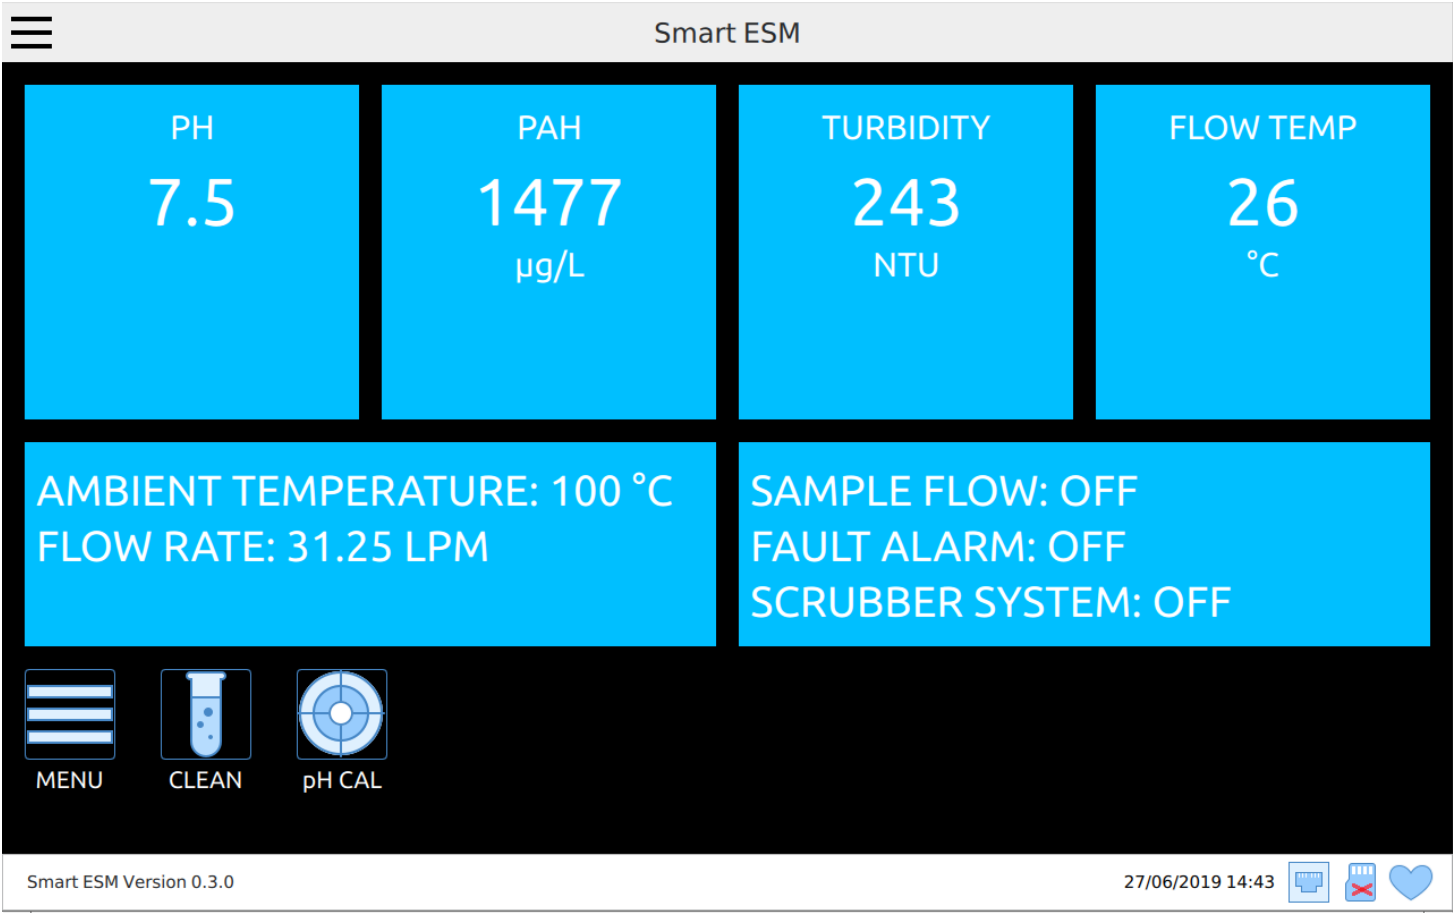 Smart ESM
PH
7.5
PAH
1477
µg/L
TURBIDITY
243
NTU
FLOW TEMP
26
°C
AMBIENT TEMPERATURE: 100 °C
FLOW RATE: 31.25 LPM
SAMPLE FLOW: OFF
FAULT ALARM: OFF
SCRUBBER SYSTEM: OFF
MENU
CLEAN
pH CAL
Smart ESM Version 0.3.0
27/06/2019 14:43